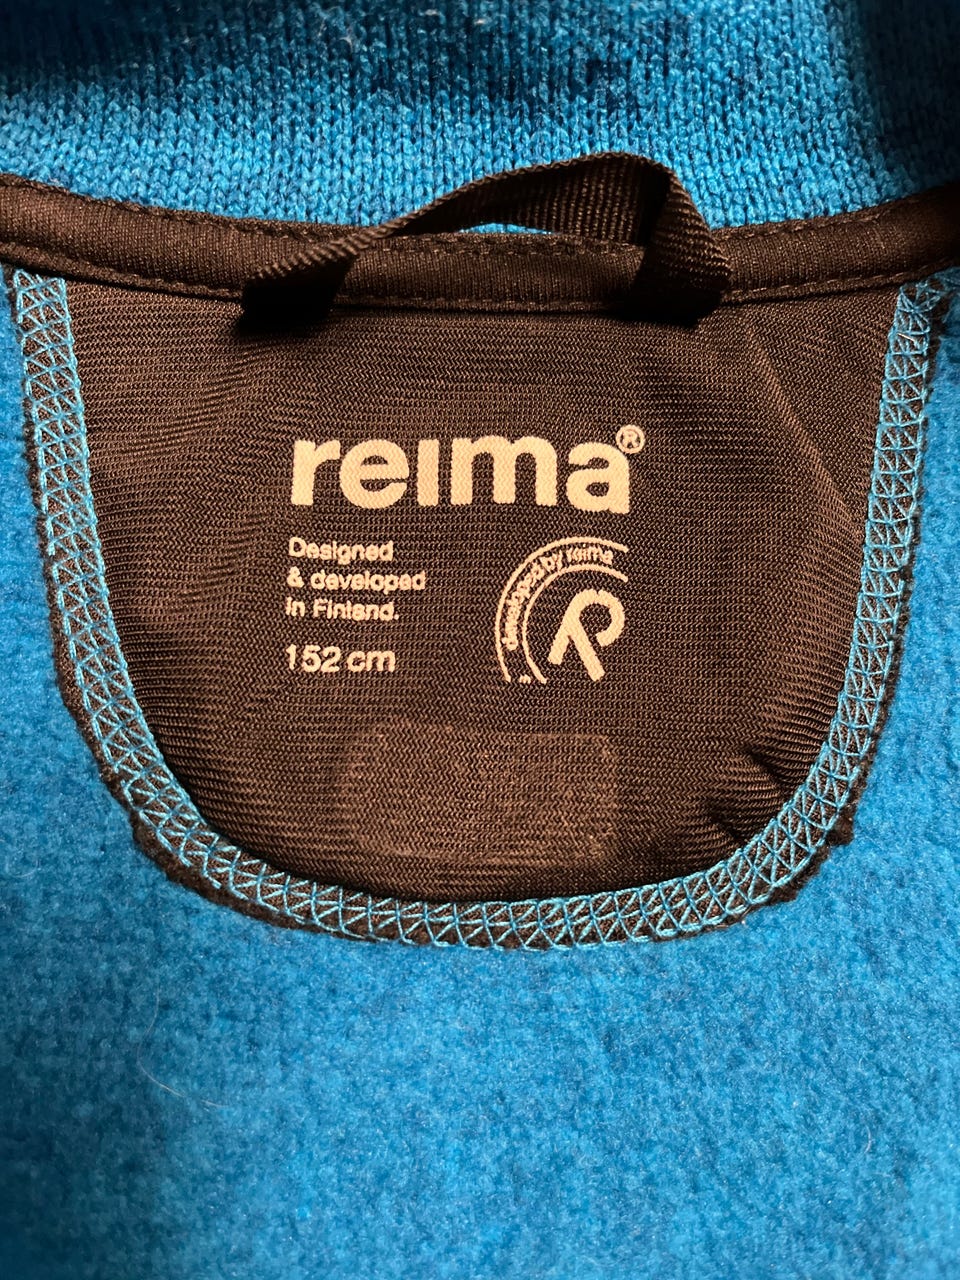 reima®
Designed
& developed
in Finland.
152 cm
developed by reima